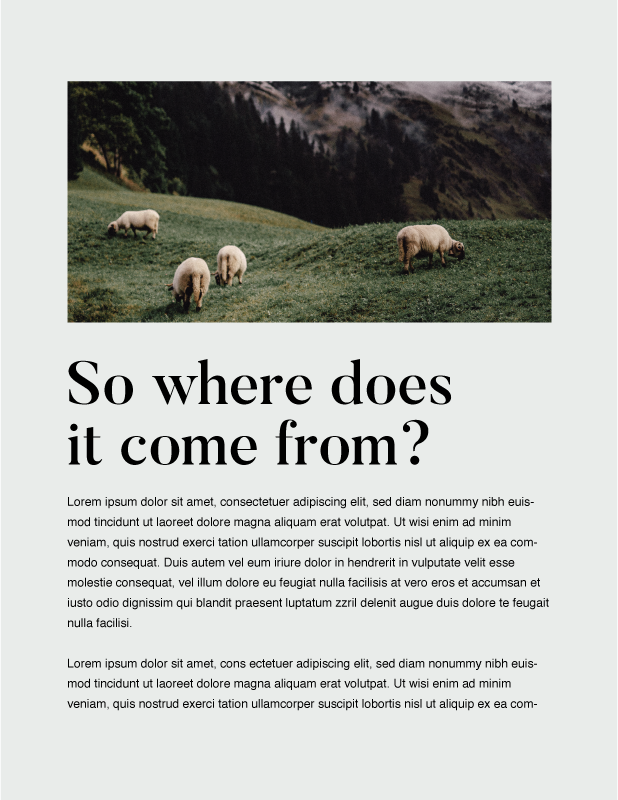 So where does
it come from?
Lorem ipsum dolor sit amet, consectetuer adipiscing elit, sed diam nonummy nibh euis-
mod tincidunt ut laoreet dolore magna aliquam erat volutpat. Ut wisi enim ad minim
veniam, quis nostrud exerci tation ullamcorper suscipit lobortis nisl ut aliquip ex ea com-
modo consequat. Duis autem vel eum iriure dolor in hendrerit in vulputate velit esse
molestie consequat, vel illum dolore eu feugiat nulla facilisis at vero eros et accumsan et
iusto odio dignissim qui blandit praesent luptatum zzril delenit augue duis dolore te feugait
nulla facilisi.
Lorem ipsum dolor sit amet, cons ectetuer adipiscing elit, sed diam nonummy nibh euis-
mod tincidunt ut laoreet dolore magna aliquam erat volutpat. Ut wisi enim ad minim
veniam, quis nostrud exerci tation ullamcorper suscipit lobortis nisl ut aliquip ex ea com-